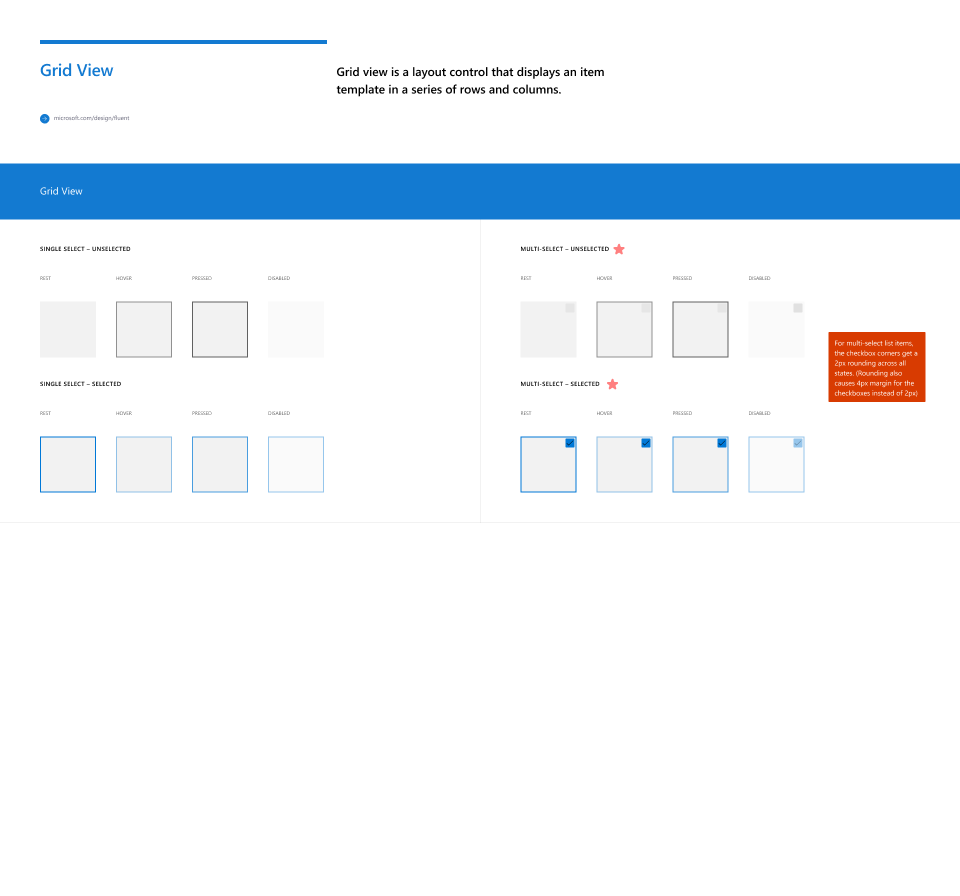 Grid View
Grid view is a layout control that displays an item
template in a series of rows and columns.
microsoft.com/design/fluent
Grid View
SINGLE SELECT – UNSELECTED
REST HOVER PRESSED DISABLED
SINGLE SELECT – SELECTED
REST HOVER PRESSED DISABLED
MULTI-SELECT – UNSELECTED
REST HOVER PRESSED DISABLED
MULTI-SELECT – SELECTED
REST HOVER PRESSED DISABLED
For multi-select list items,
the checkbox corners get a
2px rounding across all
states. (Rounding also
causes 4px margin for the
checkboxes instead of 2px)